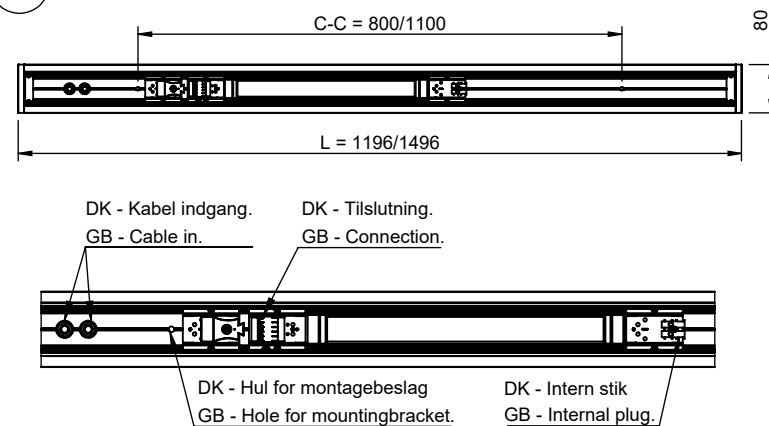 C-C = 800/1100
80
L = 1196/1496
DK - Kabel indgang.
GB - Cable in.
DK - Tilslutning.
GB - Connection.
DK - Hul for montagebeslag
GB - Hole for mountingbracket.
DK - Intern stik
GB - Internal plug.